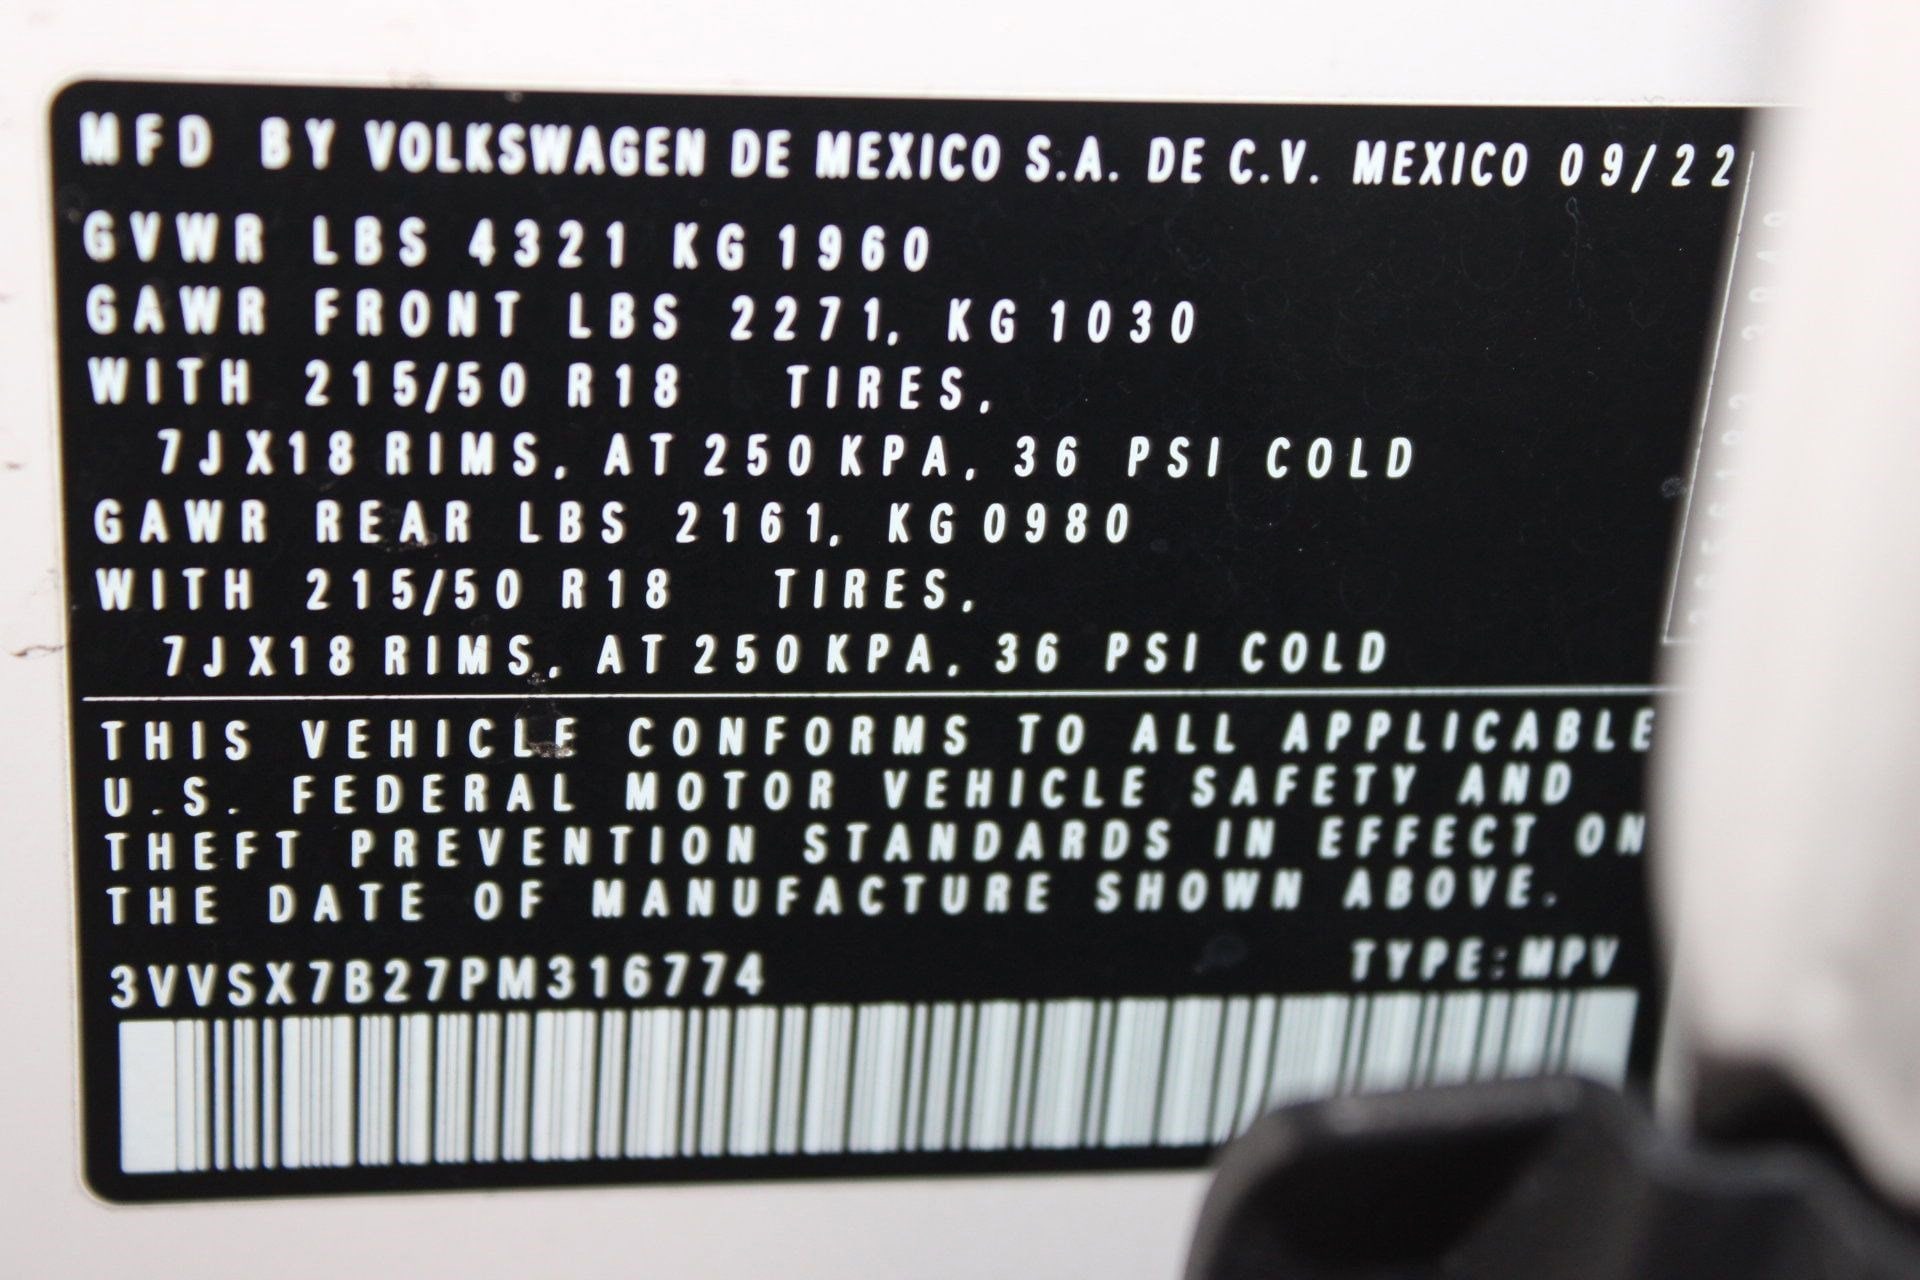 MFD BY VOLKSWAGEN DE MEXICO S.A. DE C.V. MEXICO 09/22
GVWR LBS 4321 KG 1960
GAWR FRONT LBS 2271, KG 1030
WITH 215/50 R18 TIRES,
7JX18 RIMS, AT 250 KPA, 36 PSI COLD
GAWR REAR LBS 2161, KG 0980
WITH 215/50 R18 TIRES,
7JX18 RIMS, AT 250 KPA, 36 PSI COLD
THIS VEHICLE CONFORMS TO ALL APPLICABLE
U.S. FEDERAL MOTOR VEHICLE SAFETY AND
THEFT PREVENTION STANDARDS IN EFFECT ON
THE DATE OF MANUFACTURE SHOWN ABOVE.
3VVSX7B27PM316774
TYPE:MPV